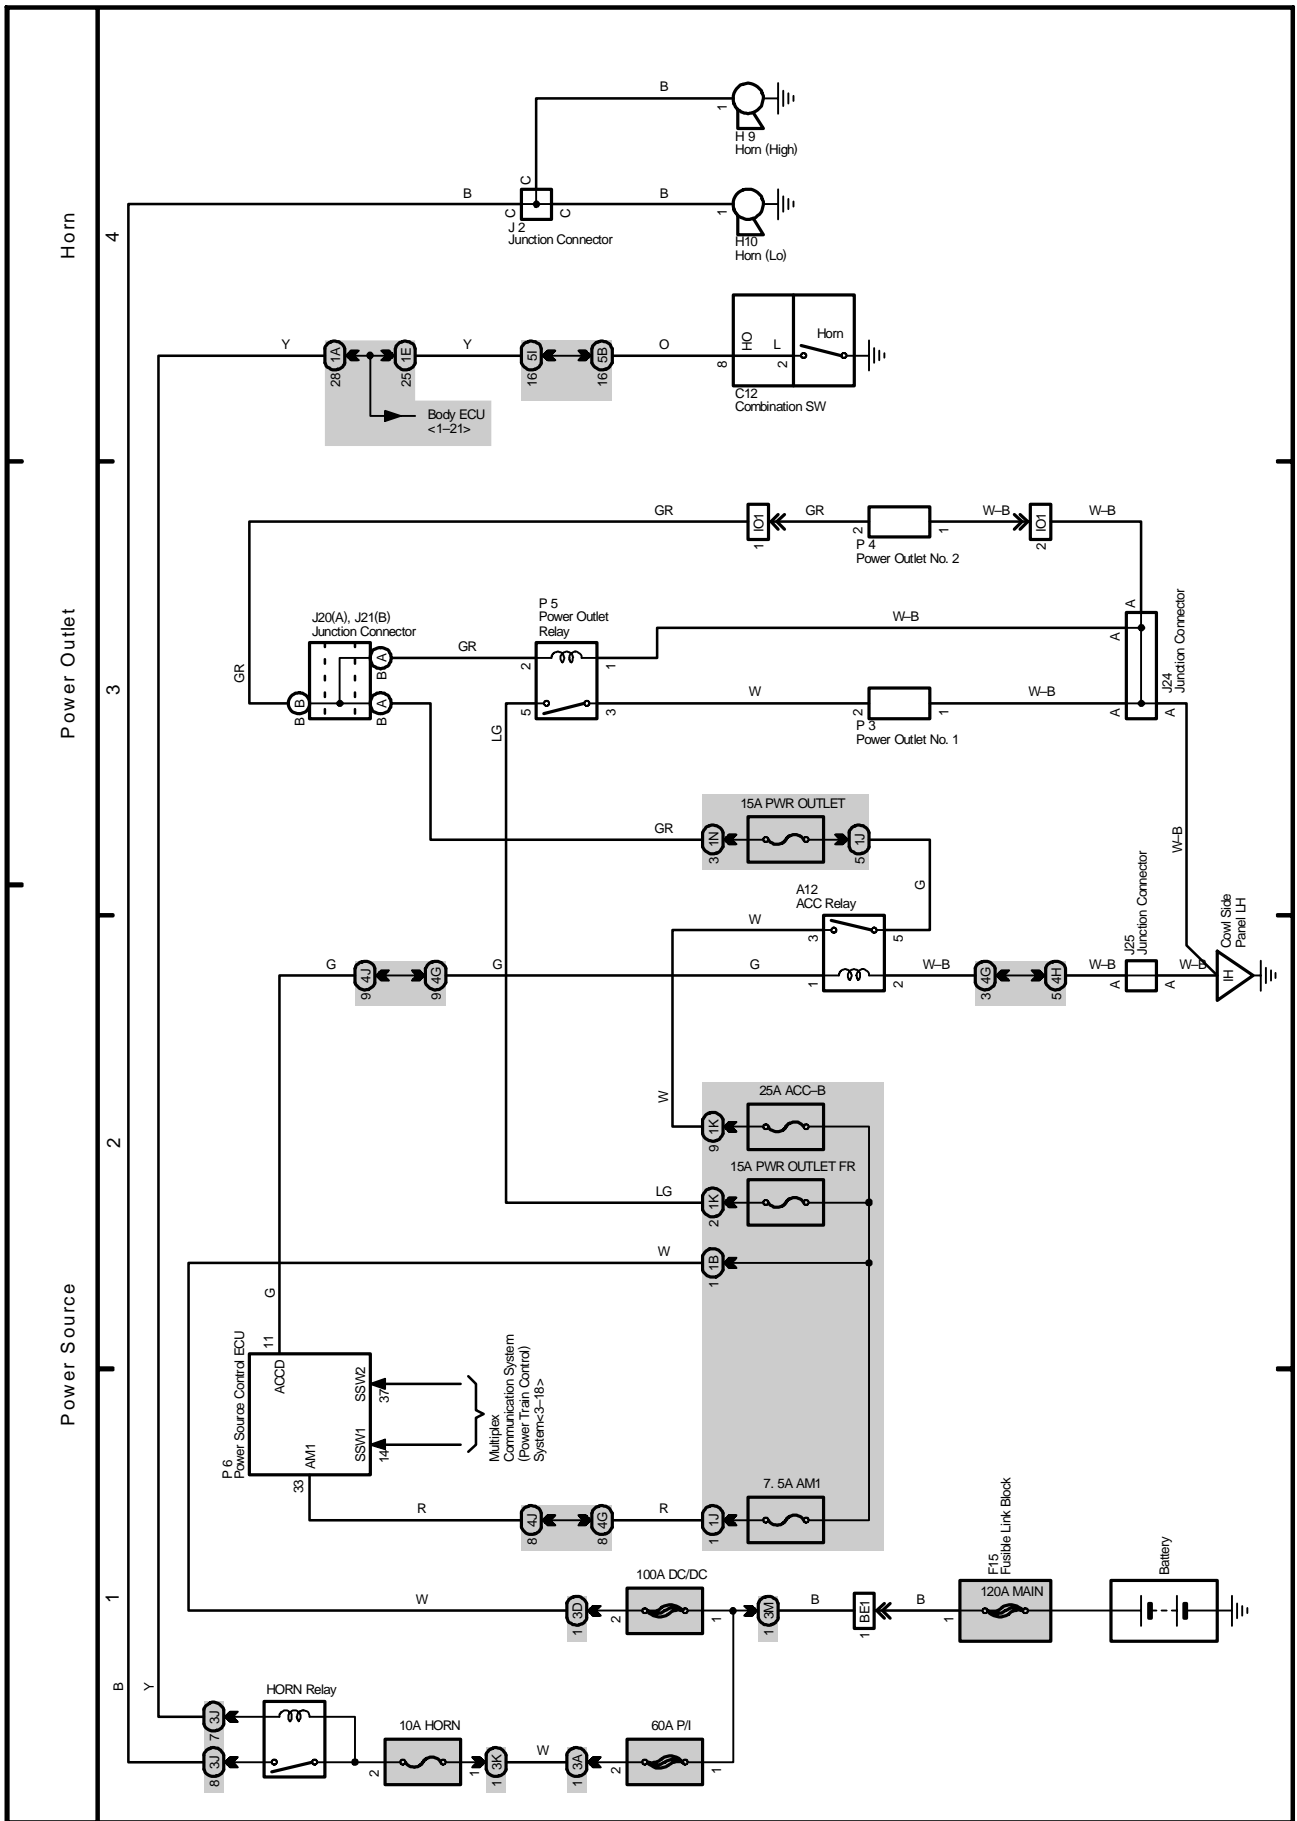 Power Source
Power Outlet
Horn
1
2
3
4
B
H 9
Horn (High)
1
B
C
C
C
J 2
Junction Connector
B
1
H10
Horn (Lo)
Y
28 1A
25 1E
Body ECU
<1–21>
Y
16 5I
16 5B
O
8
HO
L
2
Horn
C12
Combination SW
GR
1 IO1
GR
2
P 4
Power Outlet No. 2
1
W–B
2 IO1
W–B
J20(A), J21(B)
Junction Connector
GR
B B
B A
B A
GR
P 5
Power Outlet
Relay
2
1
5
3
W–B
LG
W
2
P 3
Power Outlet No. 1
1
W–B
A
A
A
A
J24
Junction Connector
W–B
15A PWR OUTLET
GR
3 1N
5 1J
G
A12
ACC Relay
W
3
5
G
9 4J
9 4G
G
G
1
2
W–B
3 4G
5 4H
W–B
A
A
J25
Junction Connector
W–B
IH
Cowl Side
Panel LH
W
25A ACC–B
9 1K
15A PWR OUTLET FR
LG
2 1K
W
1 1B
G
P 6
Power Source Control ECU
11
ACCD
AM1
33
SSW1
14
SSW2
37
Multiplex
Communication System
(Power Train Control)
System<3–18>
R
8 4J
8 4G
R
1 1J
7. 5A AM1
W
1 3D
100A DC/DC
2
1
1 3M
B
1 BE1
B
1
F15
Fusible Link Block
120A MAIN
Battery
B
Y
HORN Relay
7 3J
8 3J
10A HORN
2
1
1 3K
W
1 3A
60A P/I
2
1